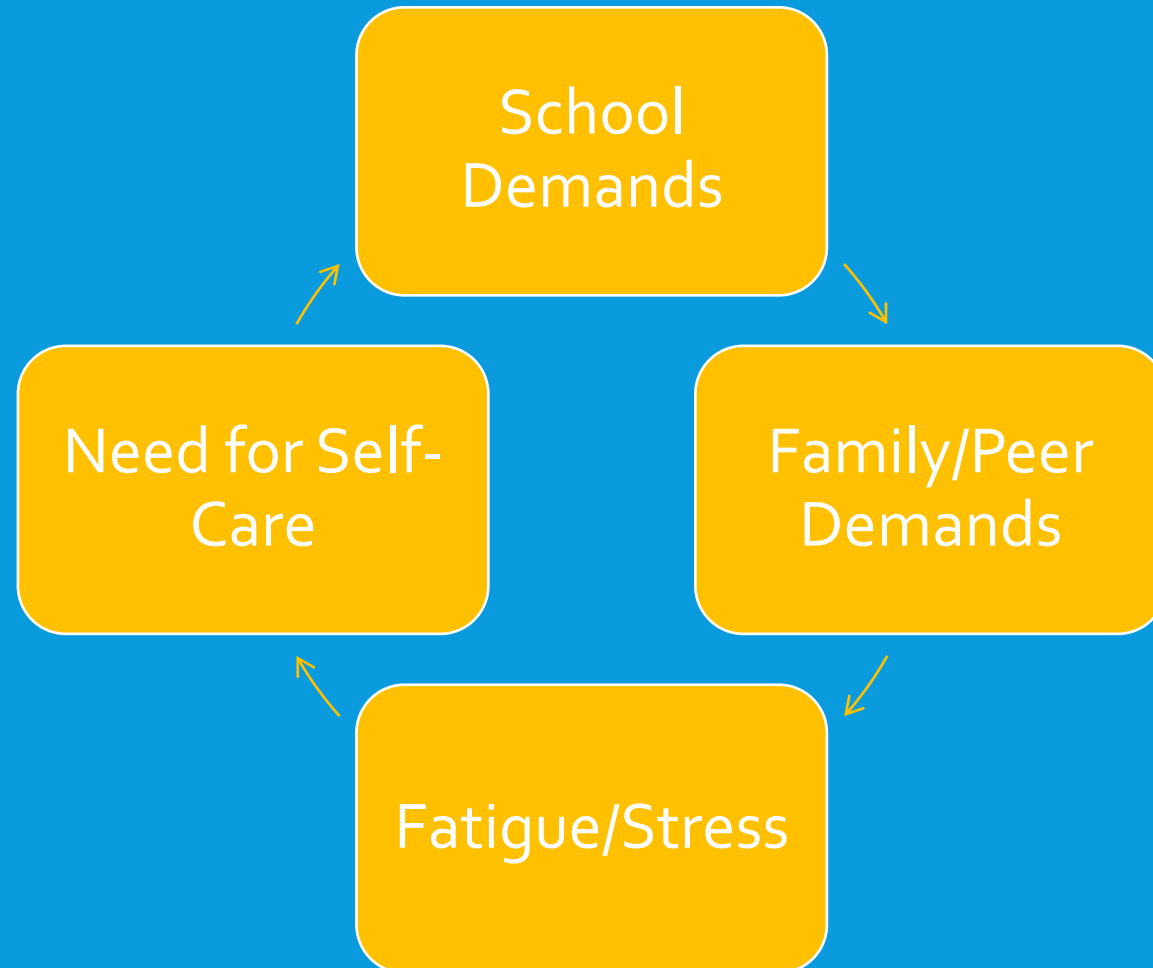 School
Demands
Need for Self-
Care
Family/Peer
Demands
Fatigue/Stress